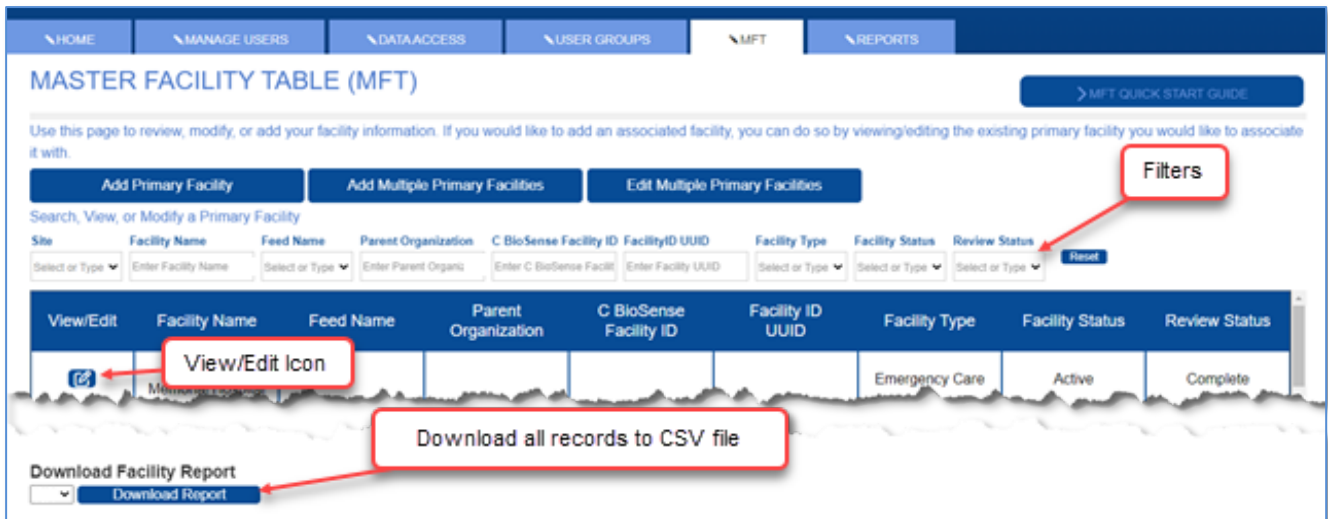 HOME MANAGE USERS DATA ACCESS USER GROUPS MFT REPORTS
MASTER FACILITY TABLE (MFT)
MFT QUICK START GUIDE
Use this page to review, modify, or add your facility information. If you would like to add an associated facility, you can do so by viewing/editing the existing primary facility you would like to associate
it with.
Filters
Add Primary Facility Add Multiple Primary Facilities Edit Multiple Primary Facilities
Search, View, or Modify a Primary Facility
Site Facility Name Feed Name Parent Organization C BioSense Facility ID FacilityID UUID Facility Type Facility Status Review Status
Select or Type Enter Facility Name Select or Type Enter Parent Organiz Enter C BioSense Facilit Enter Facility UUID Select or Type Select or Type Select or Type Reset
View/Edit Facility Name Feed Name Parent Organization C BioSense Facility ID Facility ID UUID Facility Type Facility Status Review Status
View/Edit Icon
Emergency Care Active Complete
Download all records to CSV file
Download Facility Report
Download Report